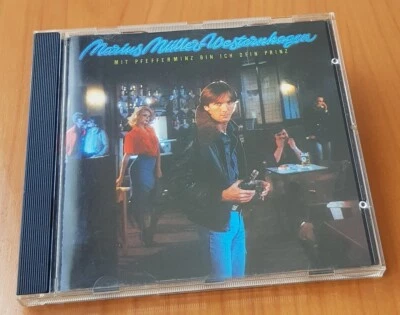 Marius Müller-Westernhagen
MIT PFEFFERMINZ BIN ICH DEIN PRINZ